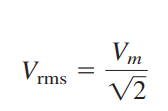 V_rms = V_m / √2